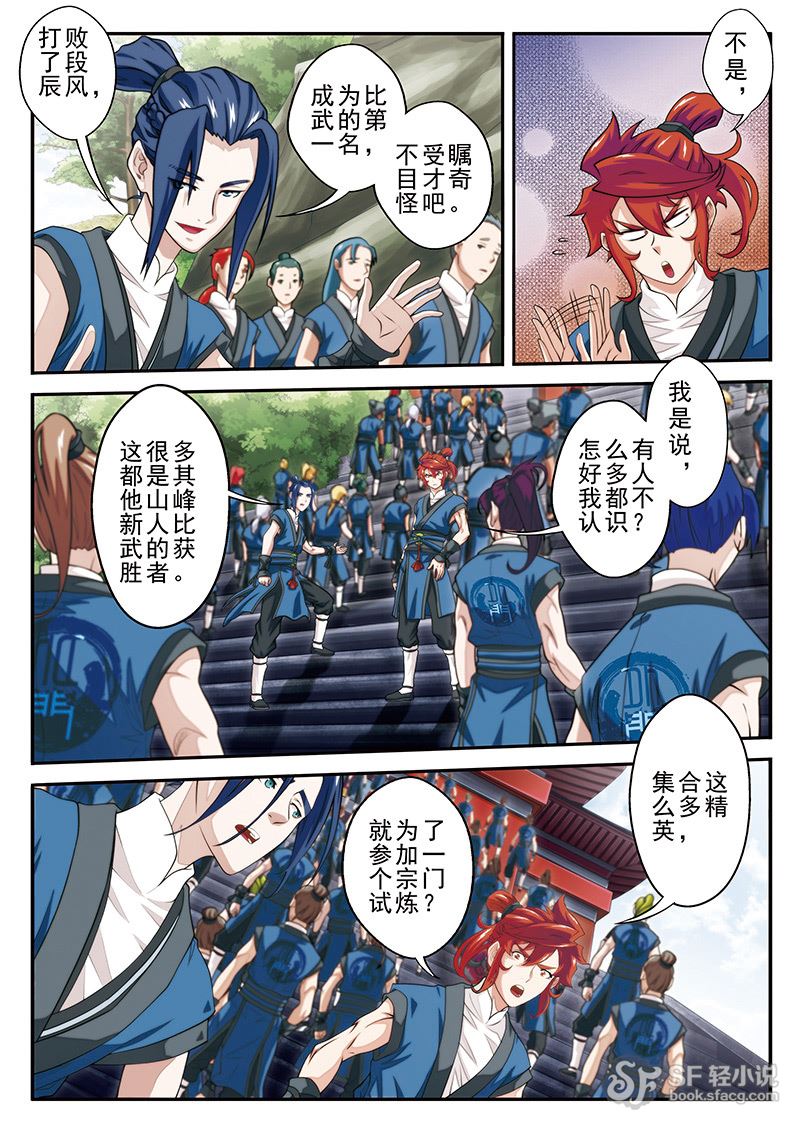 打败
了段
辰风，
成为比
武的第
一名，
不受瞩
目才奇
怪吧。
不是，
我是说，
怎么有
好多人
我都不
认识？
这很多
都是其
他山峰
新人比
武的获
胜者。
集合这
么多精
英，
就为了
参加一
个宗门
试炼？
SF 轻小说
book.sfacg.com